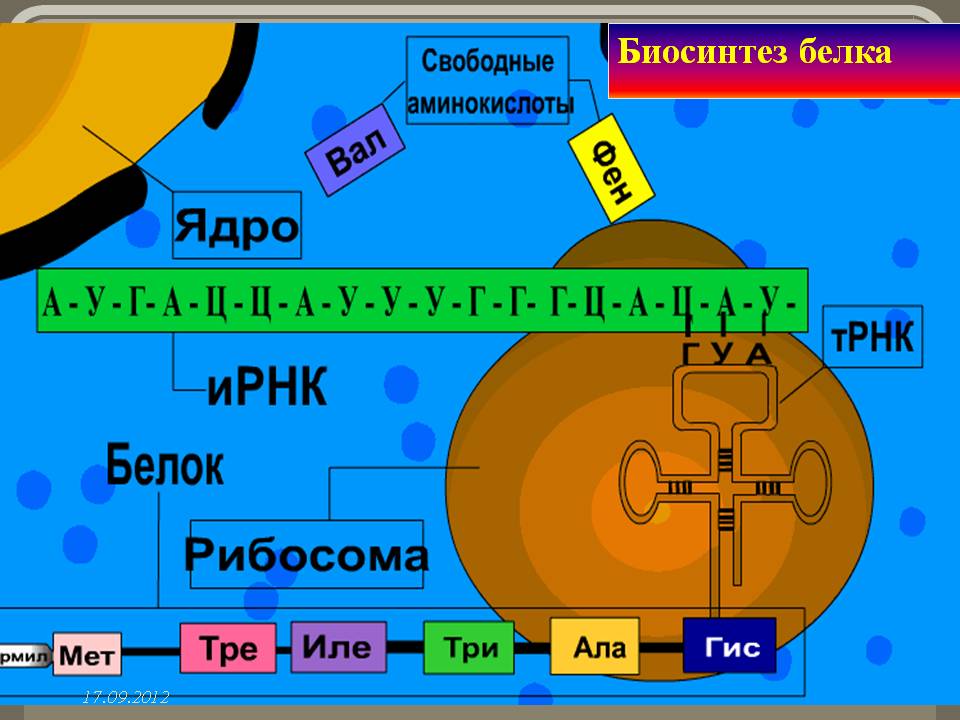 Биосинтез белка
Свободные
аминокислоты
Вал
Фен
Ядро
А - У - Г- А - Ц - Ц - А - У - У - У - Г - Г- Г- Ц - А - Ц - А - У -
Г У А
тРНК
иРНК
Белок
Рибосома
рмил Мет Тре Иле Три Ала Гис
17.09.2012